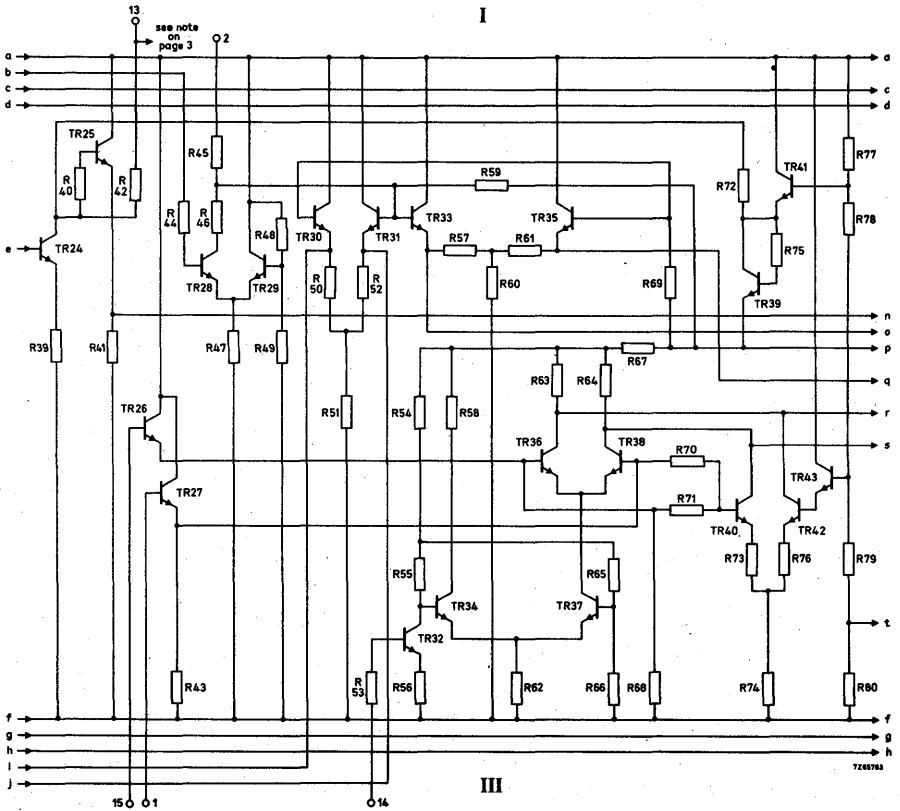 13
I
see note
on
page 3
2
a
a
b
c
c
d
d
TR25
R
40
R
42
R45
R59
R72
TR41
R77
R
44
R
46
R48
TR30
TR31
TR33
TR35
R78
e
TR24
TR28
TR29
R57
R61
R75
R
50
R
52
R60
R69
TR39
n
o
R39
R41
R47
R49
p
R67
R63
R64
q
TR26
R51
R54
R58
r
s
TR36
TR38
R70
TR43
TR27
R71
TR40
TR42
R73
R76
R79
R55
R65
TR34
TR37
TR32
t
R43
R
53
R56
R62
R66
R68
R74
R80
f
f
g
g
h
h
i
7Z65763
j
III
15
1
14